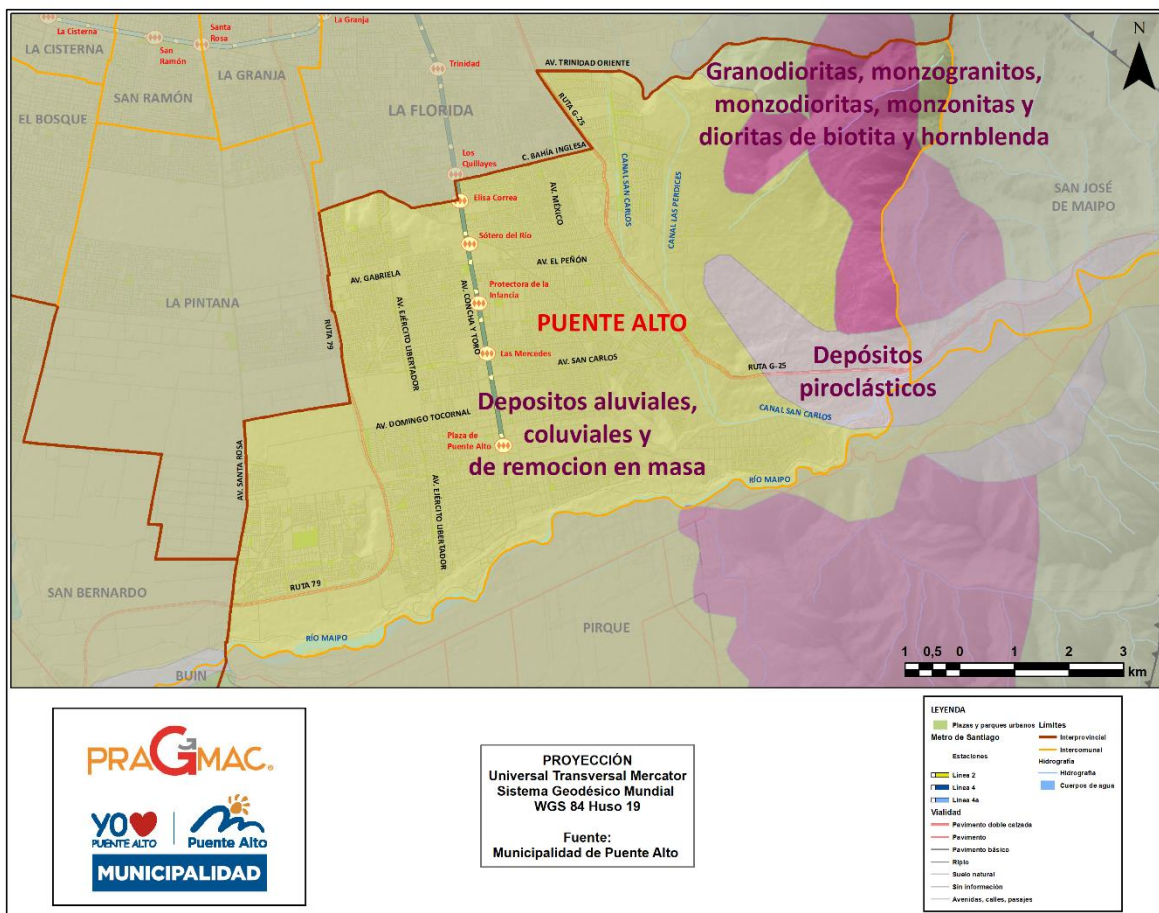 La Cisterna
LA CISTERNA
San
Ramón
Santa
Rosa
La Granja
LA GRANJA
SAN RAMÓN
EL BOSQUE
Trinidad
LA FLORIDA
AV. TRINIDAD ORIENTE
RUTA G-25
C. BAHÍA INGLESA
Los
Quillayes
Elisa Correa
Sótero del Río
AV. MÉXICO
CANAL SAN CARLOS
CANAL LAS PERDICES
Granodioritas, monzogranitos,
monzodioritas, monzonitas y
dioritas de biotita y hornblenda
N
SAN JOSÉ
DE MAIPO
AV. GABRIELA
AV. EL PEÑÓN
LA PINTANA
RUTA 79
AV. EJÉRCITO LIBERTADOR
AV. CONCHA Y TORO
Protectora de la
Infancia
PUENTE ALTO
Las Mercedes
AV. SAN CARLOS
RUTA G-25
Depósitos
piroclásticos
CANAL SAN CARLOS
AV. DOMINGO TOCORNAL
Plaza de
Puente Alto
Depositos aluviales,
coluviales y
de remocion en masa
AV. SANTA ROSA
AV. EJÉRCITO LIBERTADOR
RÍO MAIPO
SAN BERNARDO
RUTA 79
RÍO MAIPO
PIRQUE
BUIN
1 0,5 0 1 2 3
km
PRAGMAC®
YO
PUENTE ALTO
Puente Alto
MUNICIPALIDAD
PROYECCIÓN
Universal Transversal Mercator
Sistema Geodésico Mundial
WGS 84 Huso 19
Fuente:
Municipalidad de Puente Alto
LEYENDA
Plazas y parques urbanos
Metro de Santiago
Estaciones
Línea 2
Línea 4
Línea 4a
Vialidad
Pavimento doble calzada
Pavimento
Pavimento básico
Ripio
Suelo natural
Sin información
Avenidas, calles, pasajes
Límites
Interprovincial
Intercomunal
Hidrografía
Hidrografía
Cuerpos de agua